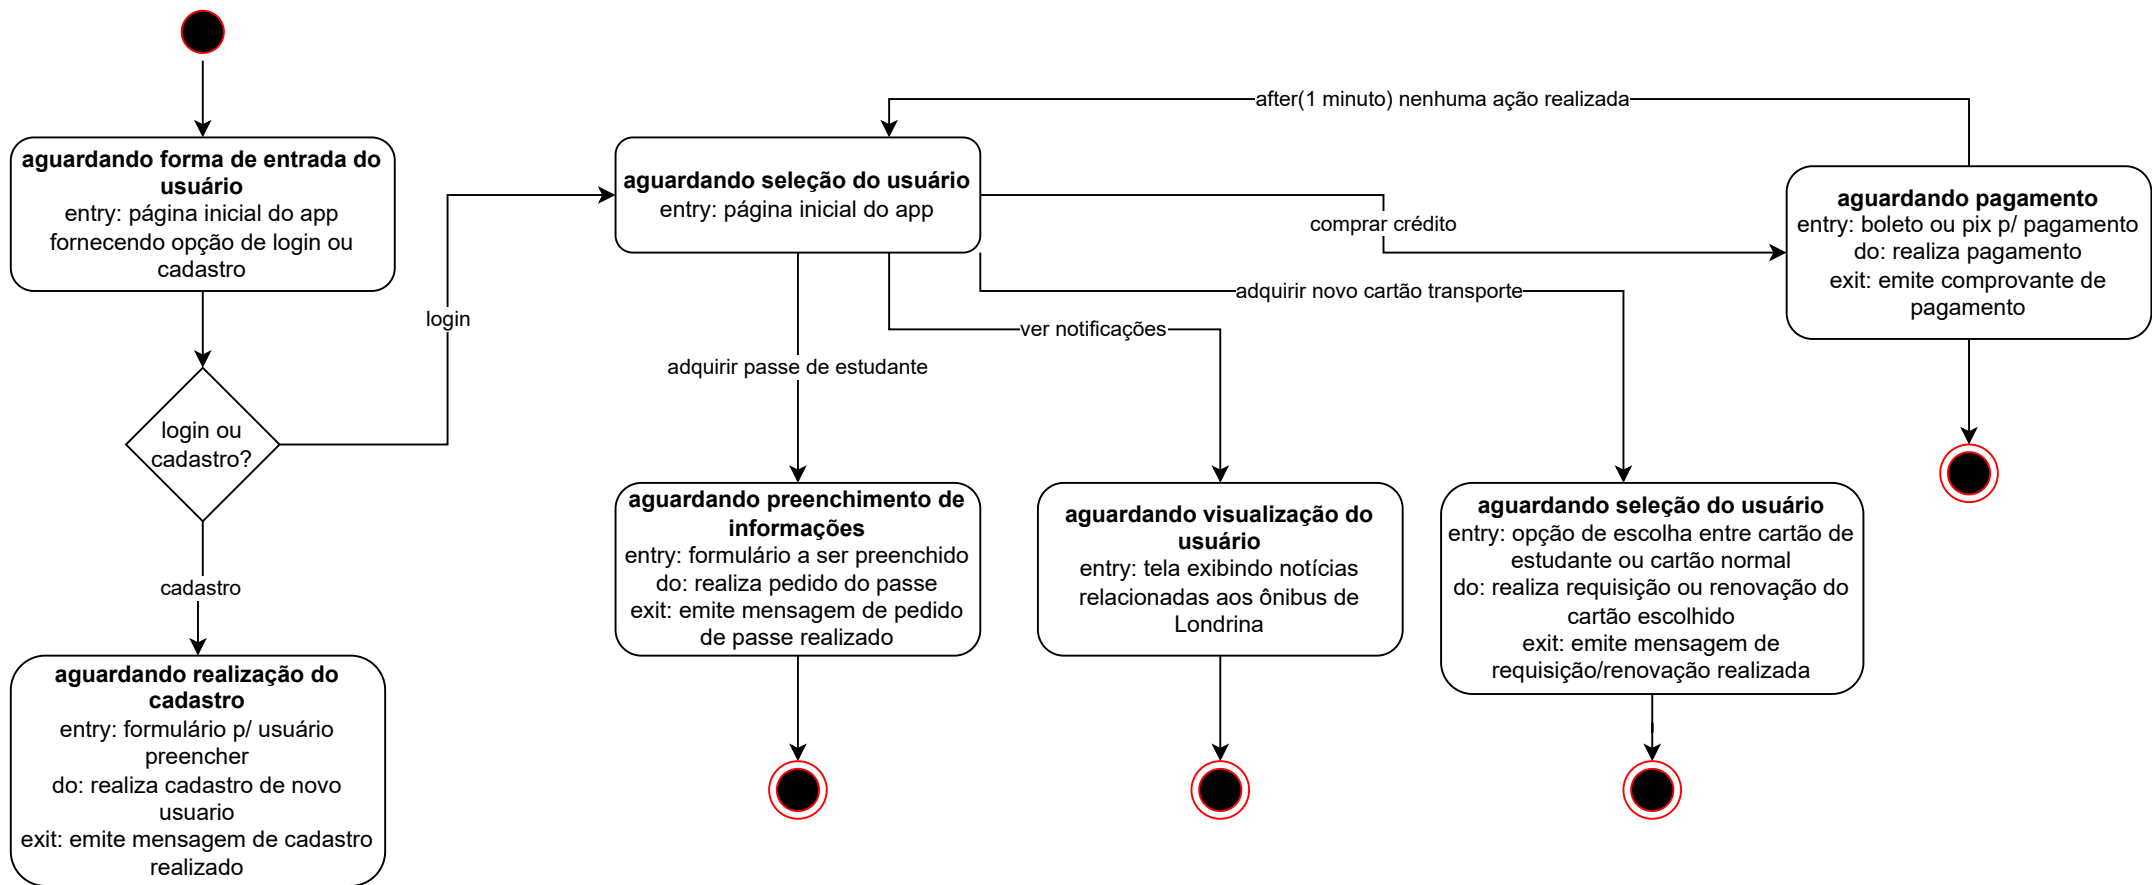 aguardando forma de entrada do
usuário
entry: página inicial do app
fornecendo opção de login ou
cadastro
login ou
cadastro?
login
cadastro
aguardando realização do
cadastro
entry: formulário p/ usuário
preencher
do: realiza cadastro de novo
usuario
exit: emite mensagem de cadastro
realizado
aguardando seleção do usuário
entry: página inicial do app
after(1 minuto) nenhuma ação realizada
comprar crédito
adquirir novo cartão transporte
ver notificações
adquirir passe de estudante
aguardando pagamento
entry: boleto ou pix p/ pagamento
do: realiza pagamento
exit: emite comprovante de
pagamento
aguardando preenchimento de
informações
entry: formulário a ser preenchido
do: realiza pedido do passe
exit: emite mensagem de pedido
de passe realizado
aguardando visualização do
usuário
entry: tela exibindo notícias
relacionadas aos ônibus de
Londrina
aguardando seleção do usuário
entry: opção de escolha entre cartão de
estudante ou cartão normal
do: realiza requisição ou renovação do
cartão escolhido
exit: emite mensagem de
requisição/renovação realizada